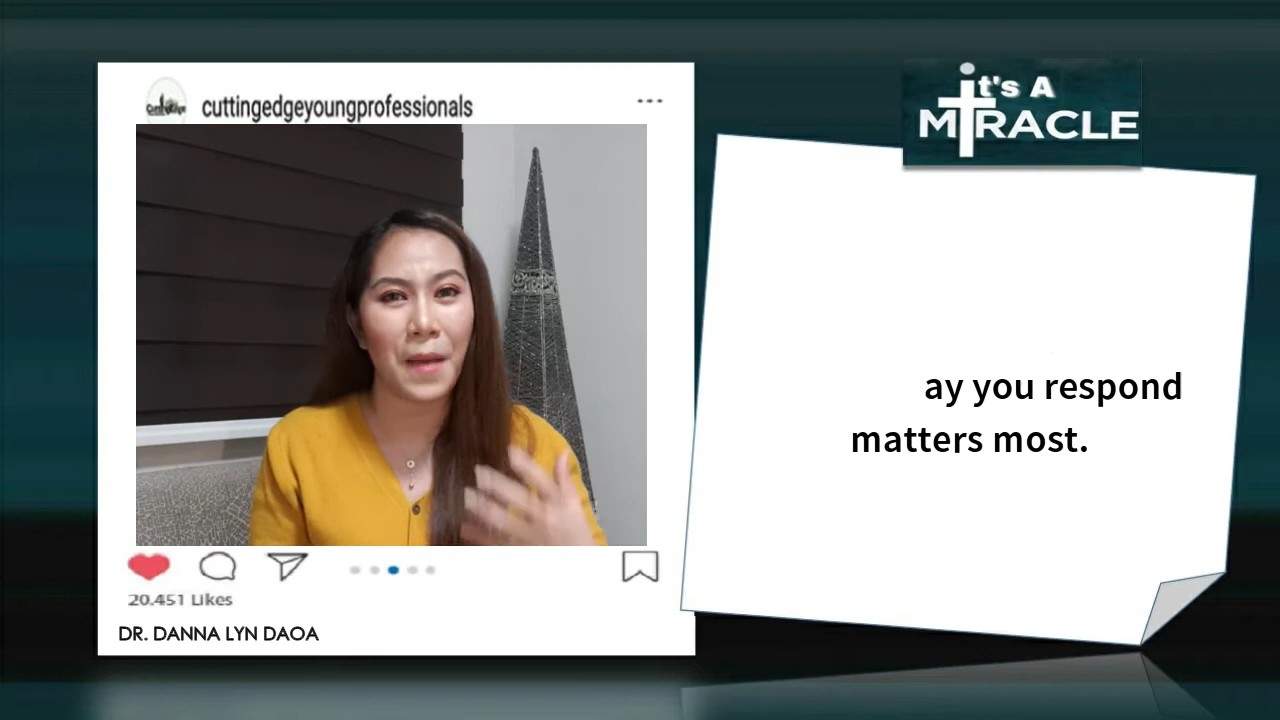 cuttingedgeyoungprofessionals
20.451 Likes
DR. DANNA LYN DAOA
it's A
MIRACLE
ay you respond
matters most.